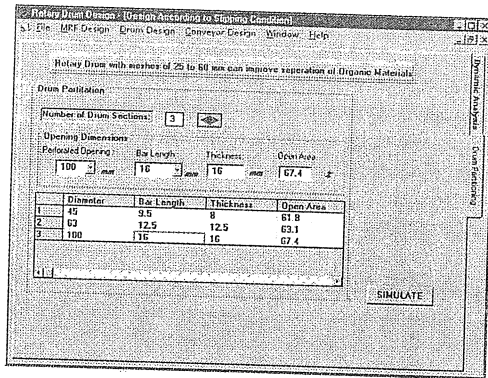 Rotary Drum Design - [Design According to Slipping Condition]
File MRF Design Drum Design Conveyor Design Window Help
Rotary Drum with meshes of 25 to 60 mm can improve seperation of Organic Materials
Drum Partitation
Number of Drum Sections: 3
Opening Dimensions
Perforated Opening: Bar Length Thickness Open Area
100 mm 16 mm 16 mm 67.4 %
Diameter Bar Length Thickness Open Area
1 45 9.5 8 61.8
2 63 12.5 12.5 63.1
3 100 16 16 67.4
SIMULATE
Dynamic Analysis
Drum Partitioning